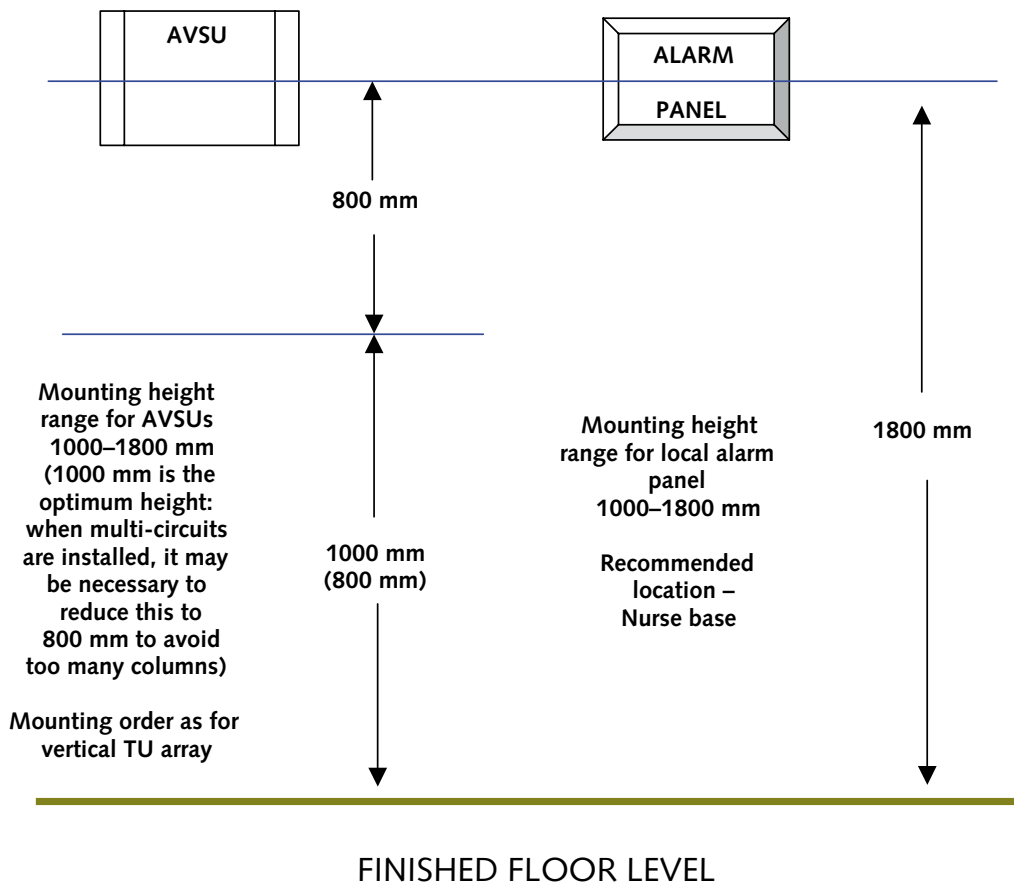 AVSU
ALARM
PANEL
800 mm
Mounting height
range for AVSUs
1000–1800 mm
(1000 mm is the
optimum height:
when multi-circuits
are installed, it may
be necessary to
reduce this to
800 mm to avoid
too many columns)
Mounting order as for
vertical TU array
1000 mm
(800 mm)
Mounting height
range for local alarm
panel
1000–1800 mm
Recommended
location –
Nurse base
1800 mm
FINISHED FLOOR LEVEL